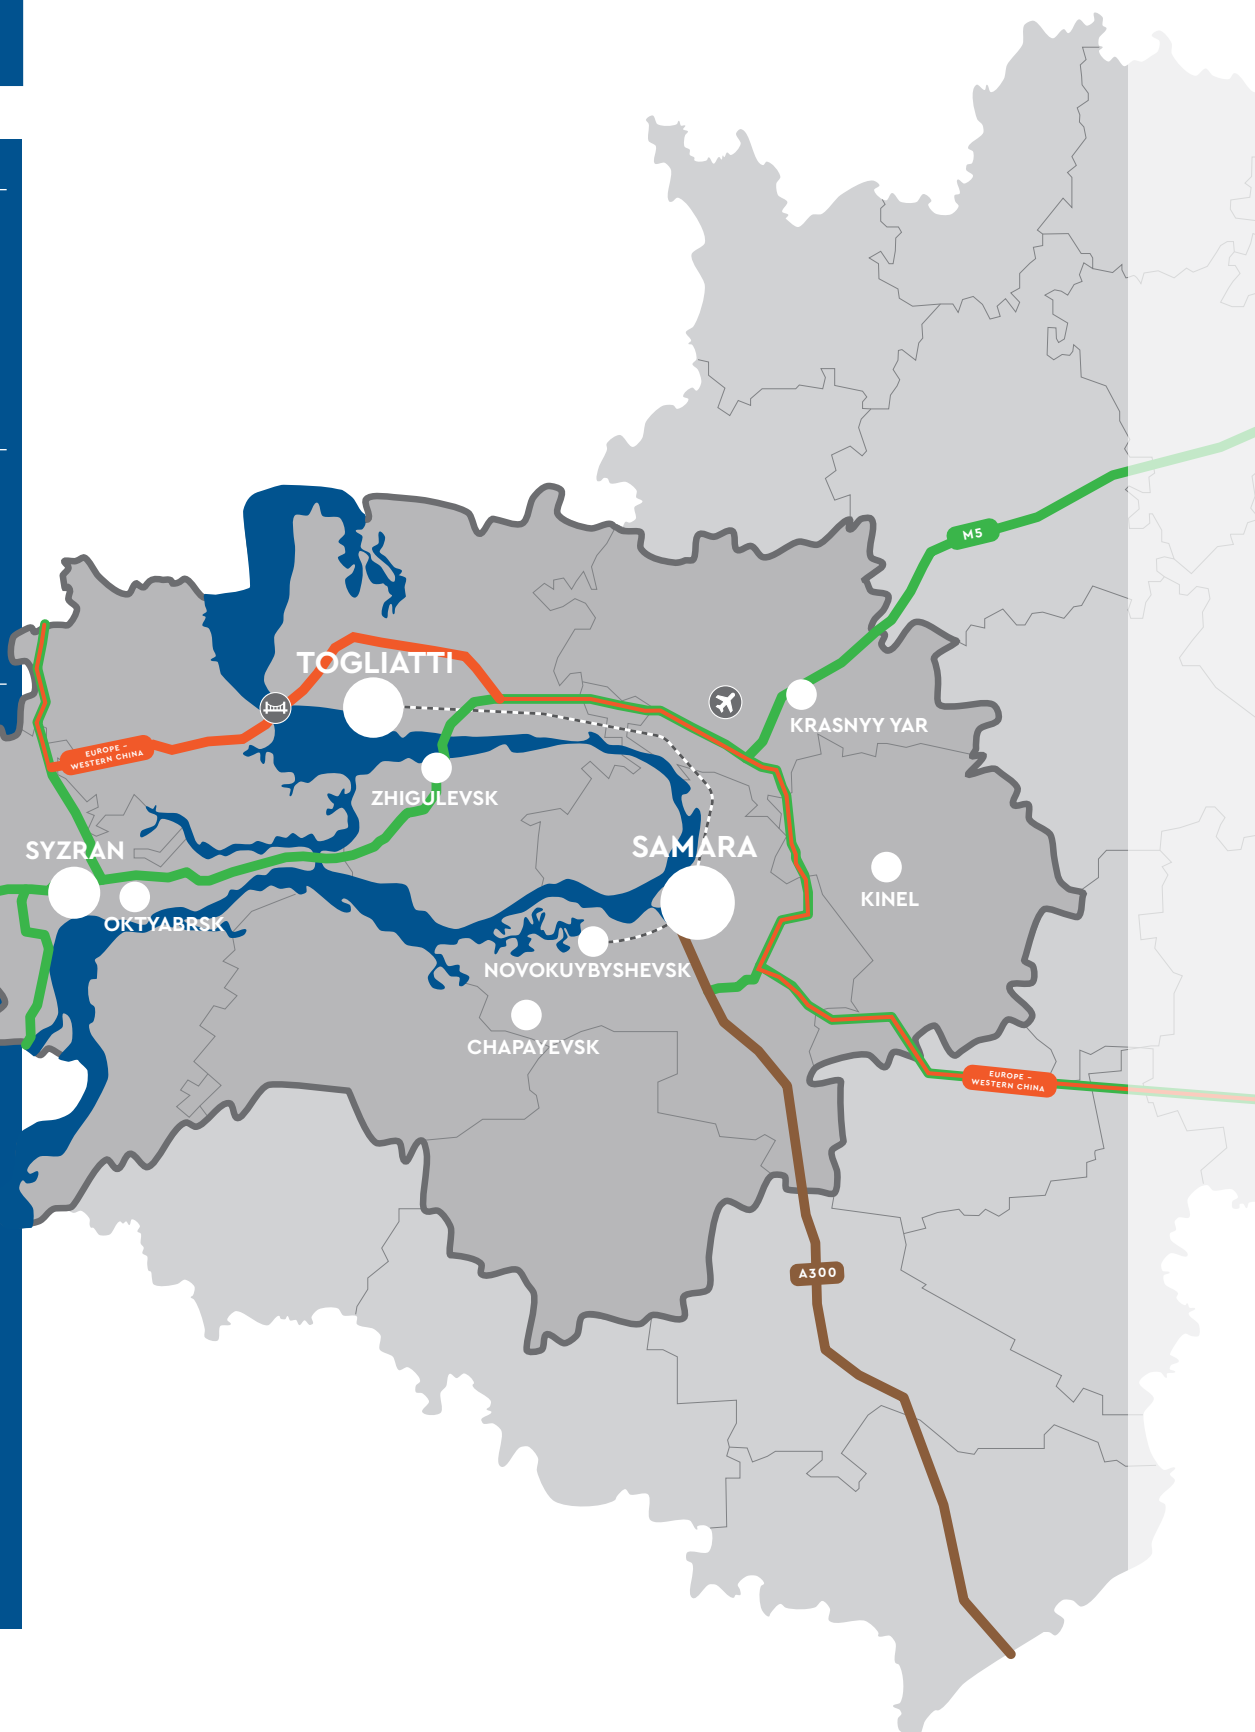 M5
TOGLIATTI
KRASNYY YAR
EUROPE –
WESTERN CHINA
ZHIGULEVSK
SYZRAN
SAMARA
KINEL
OKTYABRSK
NOVOKUYBYSHEVSK
CHAPAYEVSK
EUROPE –
WESTERN CHINA
A300